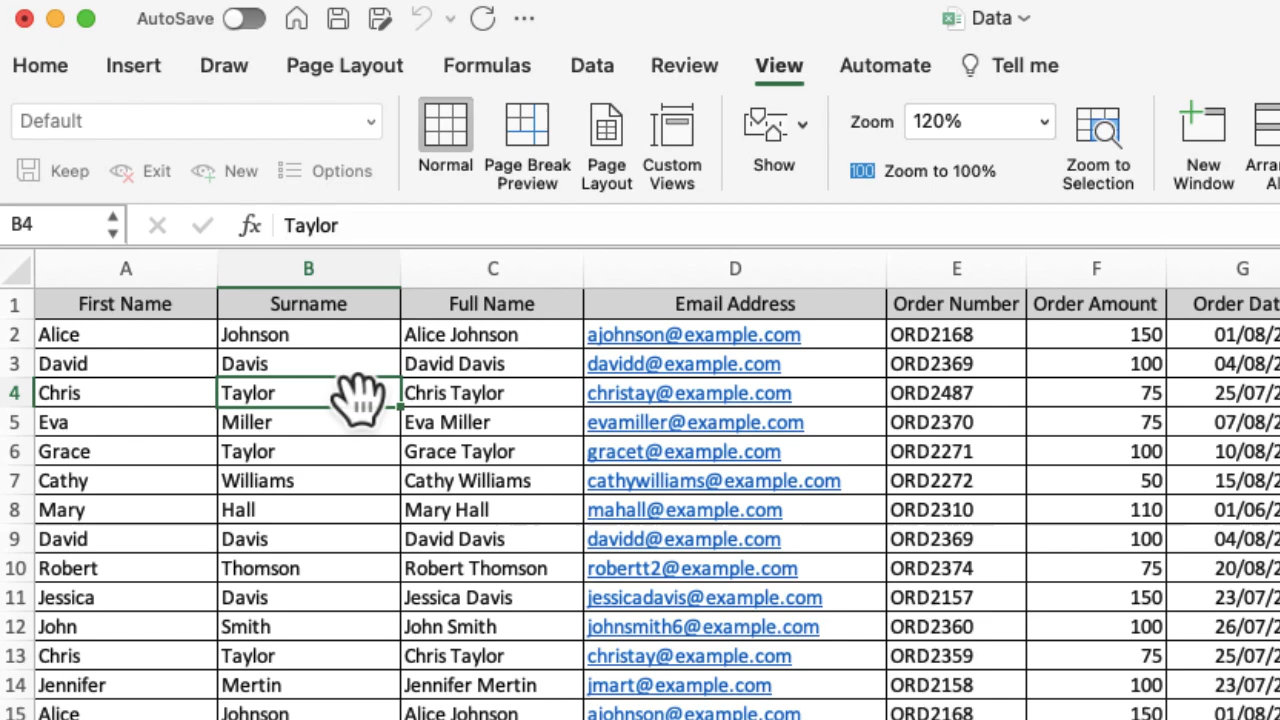 AutoSave Data
Home Insert Draw Page Layout Formulas Data Review View Automate Tell me
Default Zoom 120%
Keep Exit New Options Normal Page Break Preview Page Layout Custom Views Show Zoom to 100% Zoom to Selection New Window
B4 fx Taylor
A B C D E F G
1 First Name Surname Full Name Email Address Order Number Order Amount Order Dat
2 Alice Johnson Alice Johnson ajohnson@example.com ORD2168 150 01/08/2
3 David Davis David Davis davidd@example.com ORD2369 100 04/08/2
4 Chris Taylor Chris Taylor christay@example.com ORD2487 75 25/07/2
5 Eva Miller Eva Miller evamiller@example.com ORD2370 75 07/08/2
6 Grace Taylor Grace Taylor gracet@example.com ORD2271 100 10/08/2
7 Cathy Williams Cathy Williams cathywilliams@example.com ORD2272 50 15/08/2
8 Mary Hall Mary Hall mahall@example.com ORD2310 110 01/06/2
9 David Davis David Davis davidd@example.com ORD2369 100 04/08/2
10 Robert Thomson Robert Thomson robertt2@example.com ORD2374 75 20/08/2
11 Jessica Davis Jessica Davis jessicadavis@example.com ORD2157 150 23/07/2
12 John Smith John Smith johnsmith6@example.com ORD2360 100 26/07/2
13 Chris Taylor Chris Taylor christay@example.com ORD2359 75 25/07/2
14 Jennifer Mertin Jennifer Mertin jmart@example.com ORD2158 100 23/07/2
15 Alice Johnson Alice Johnson ajohnson@example.com ORD2168 150 01/08/2